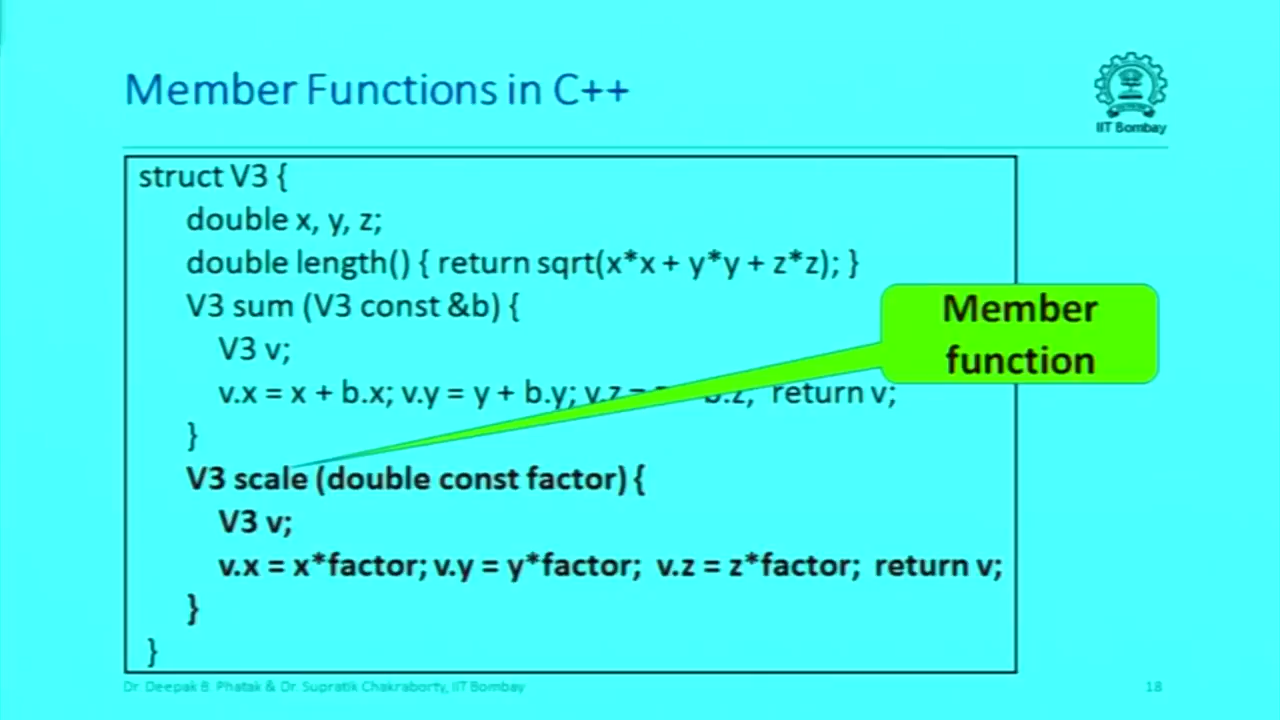 Member Functions in C++
IIT Bombay
struct V3 {
double x, y, z;
double length() { return sqrt(x*x + y*y + z*z); }
V3 sum (V3 const &b) {
V3 v;
v.x = x + b.x; v.y = y + b.y; v.z = b.z; return v;
}
V3 scale (double const factor) {
V3 v;
v.x = x*factor; v.y = y*factor; v.z = z*factor; return v;
}
}
Member
function
Dr. Deepak B. Phatak & Dr. Supratik Chakraborty, IIT Bombay
18